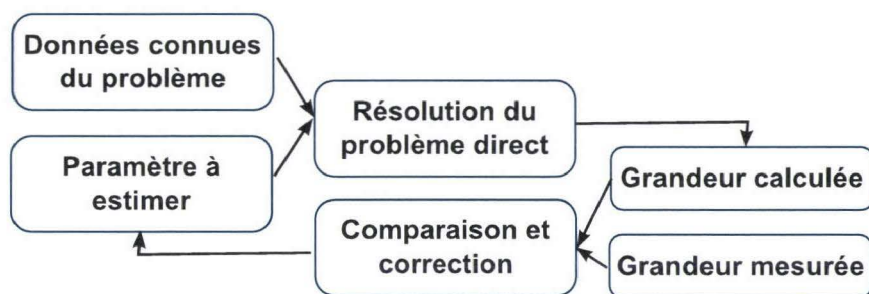 Données connues
du problème
Résolution du
problème direct
Paramètre à
estimer
Grandeur calculée
Comparaison et
correction
Grandeur mesurée